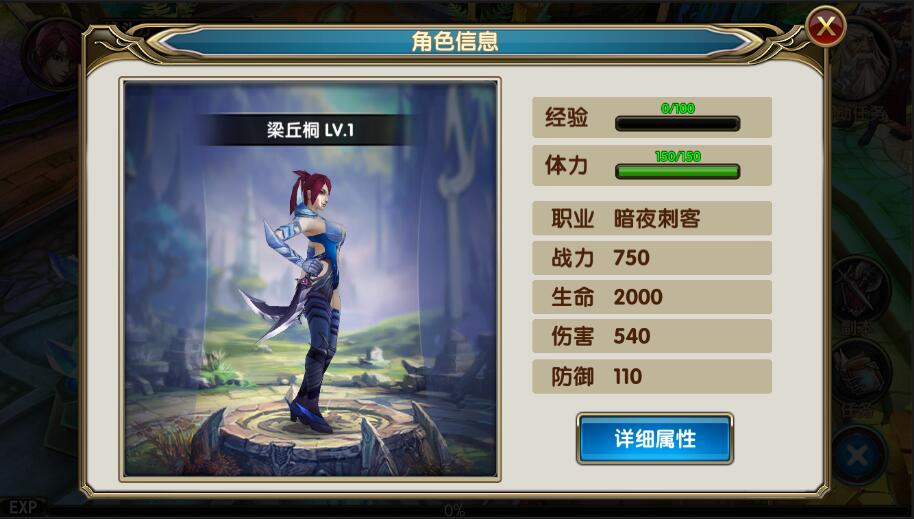 角色信息
梁丘桐 LV.1
经验 0/100
体力 150/150
职业 暗夜刺客
战力 750
生命 2000
伤害 540
防御 110
详细属性
EXP
0%